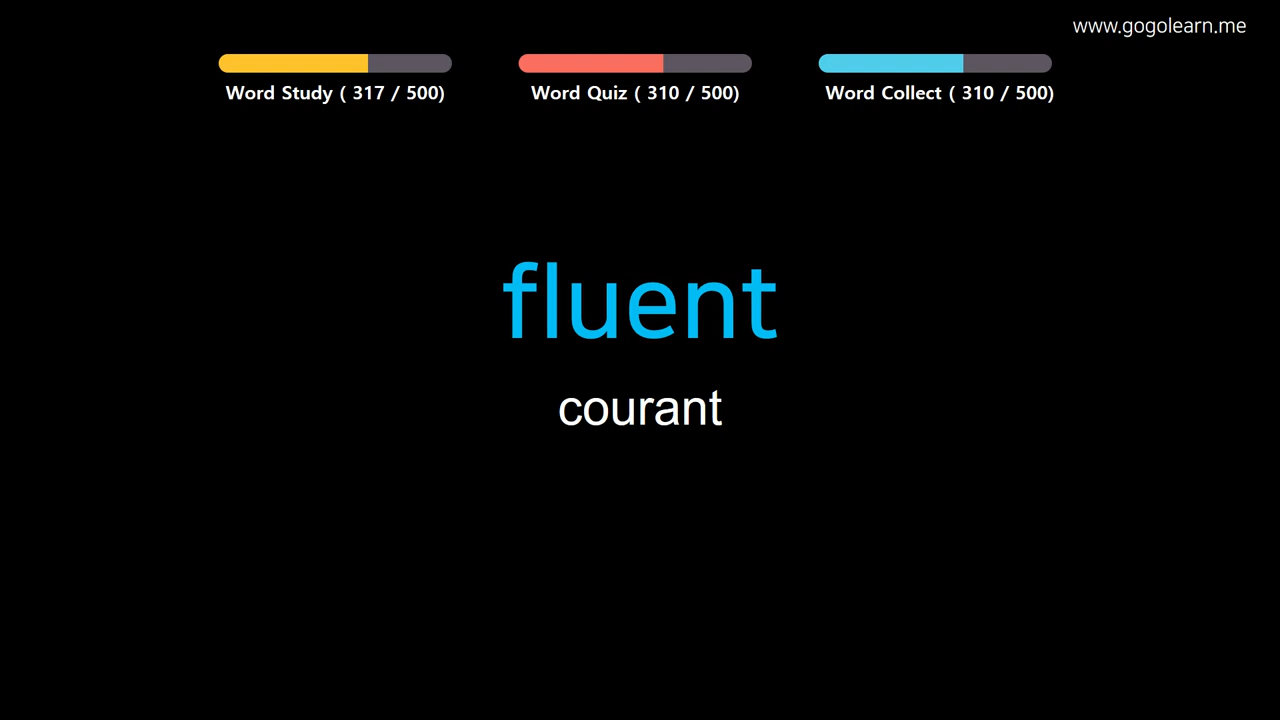 www.gogolearn.me
Word Study ( 317 / 500)
Word Quiz ( 310 / 500)
Word Collect ( 310 / 500)
fluent
courant